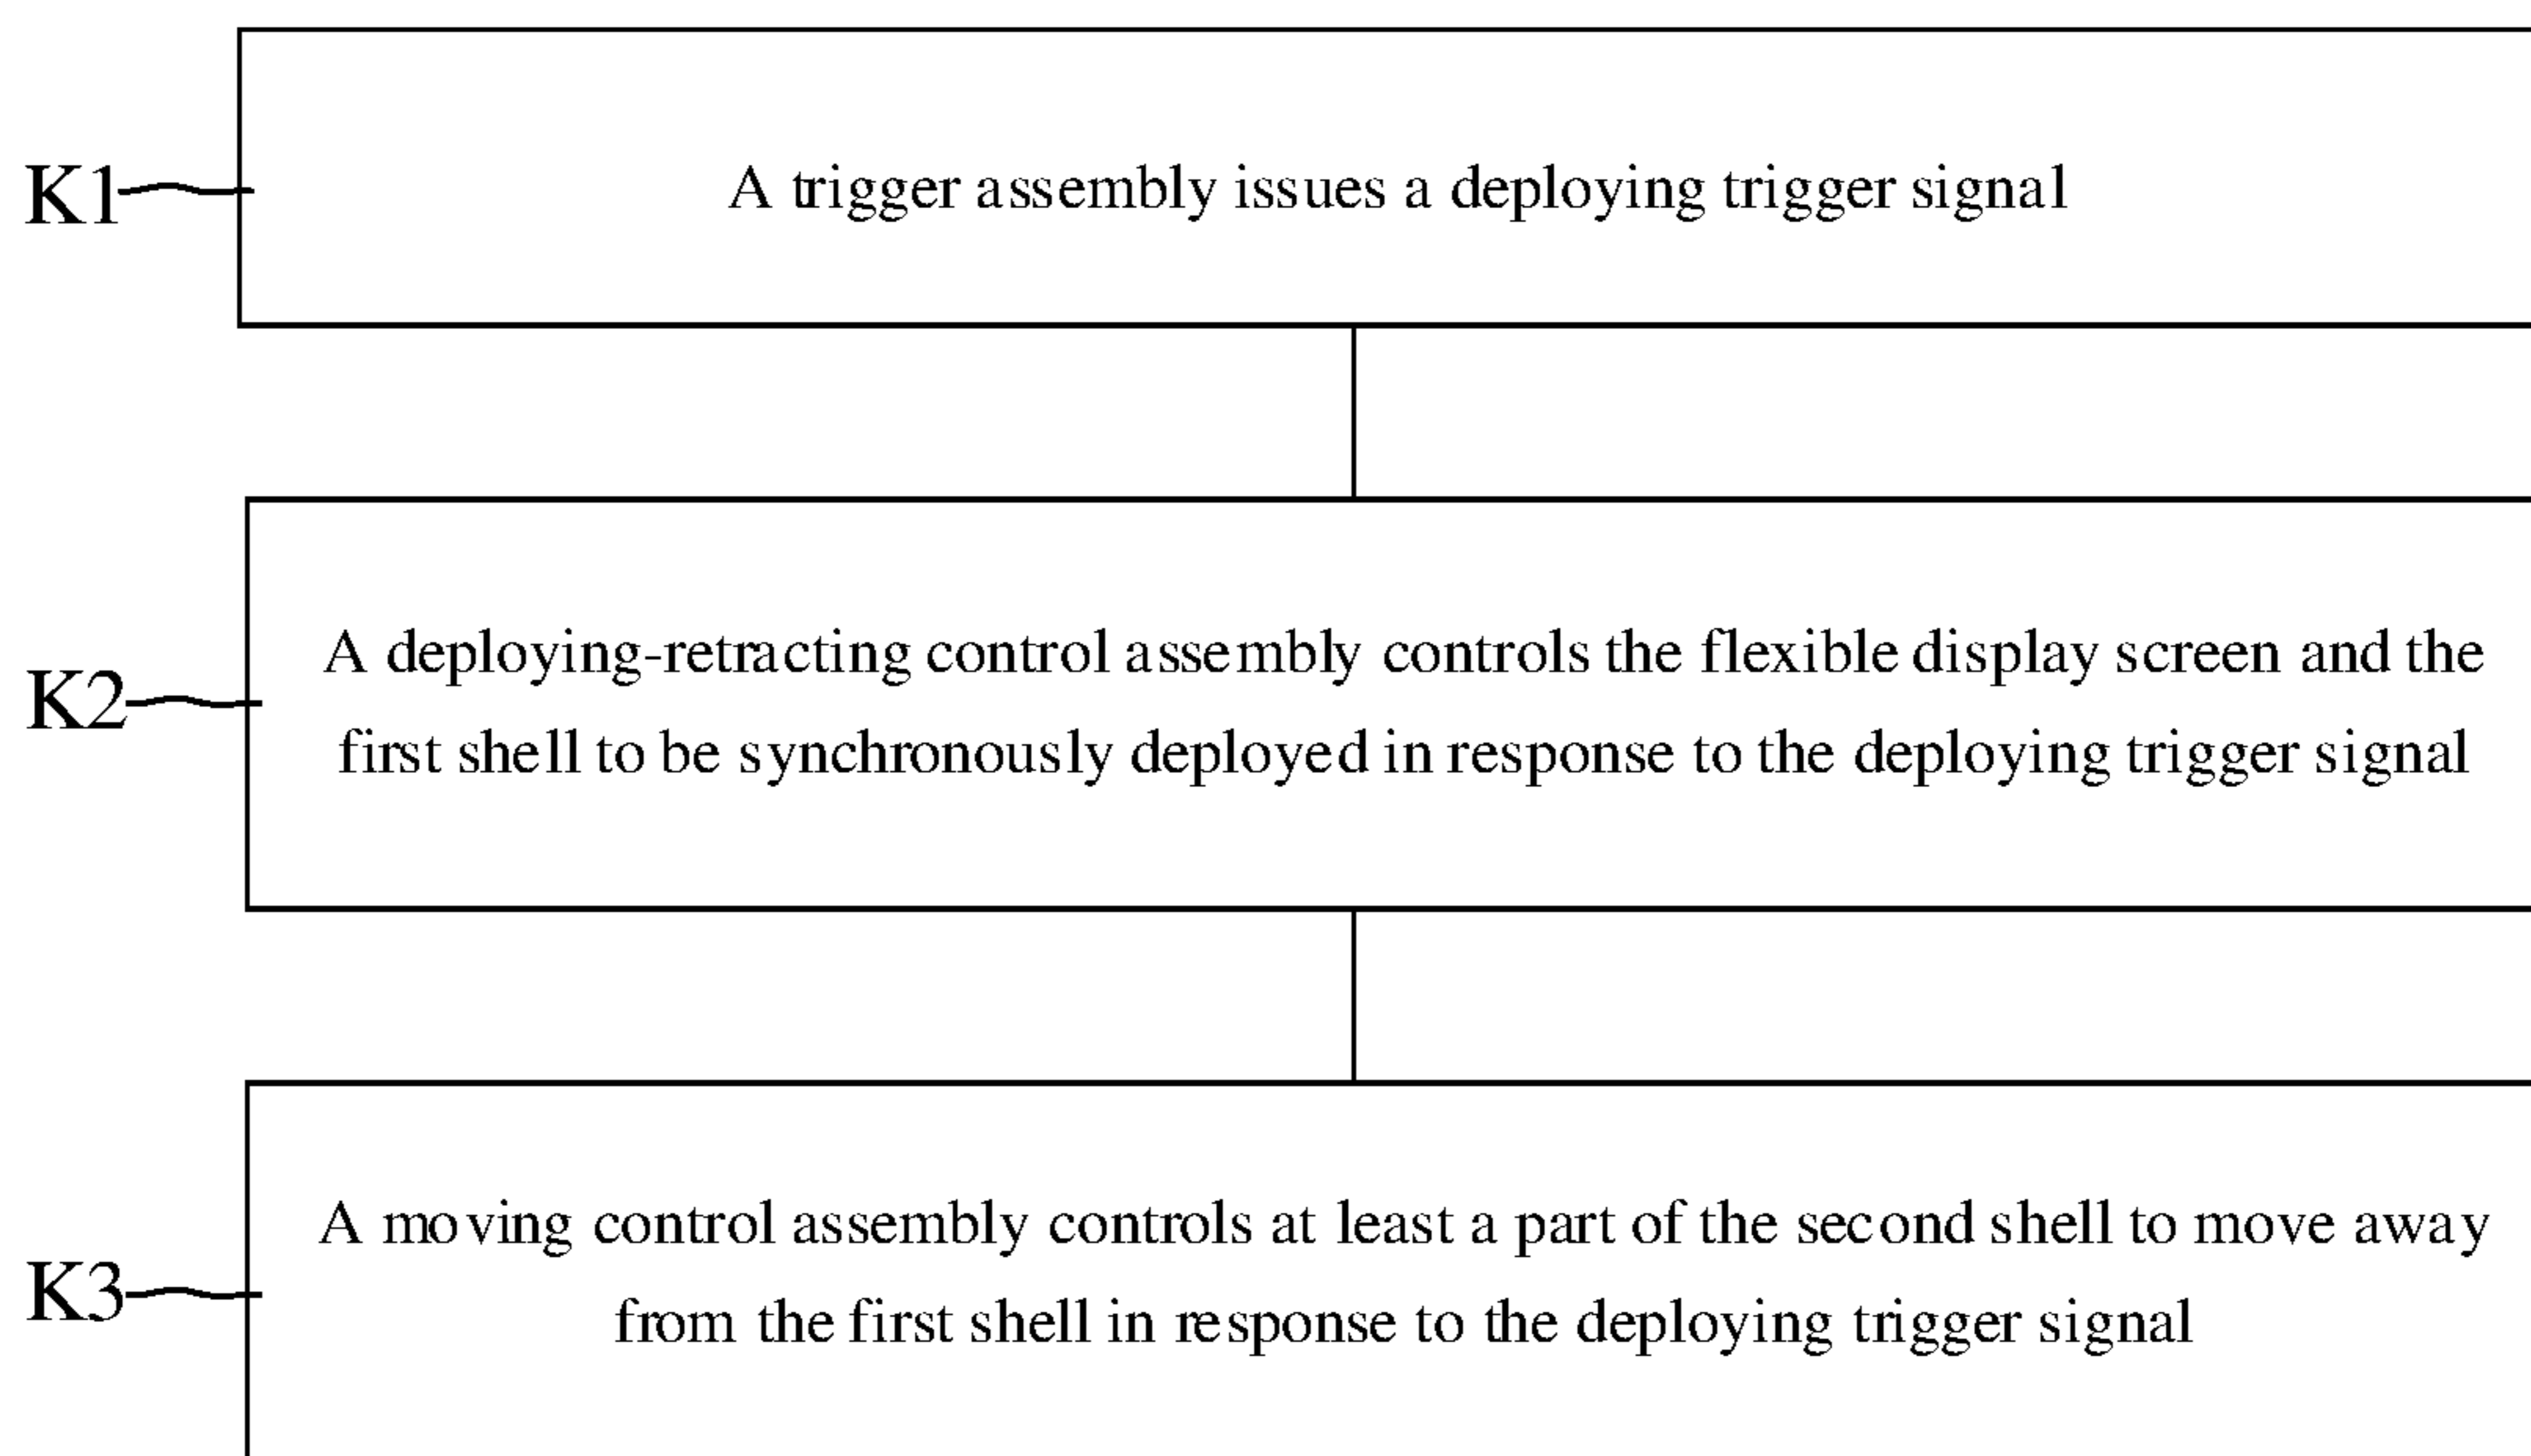 K1
A trigger assembly issues a deploying trigger signal
K2
A deploying-retracting control assembly controls the flexible display screen and the
first shell to be synchronously deployed in response to the deploying trigger signal
K3
A moving control assembly controls at least a part of the second shell to move away
from the first shell in response to the deploying trigger signal